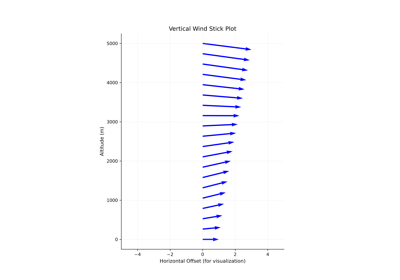 Vertical Wind Stick Plot
5000
4000
3000
2000
1000
0
Altitude (m)
−4 −2 0 2 4
Horizontal Offset (for visualization)